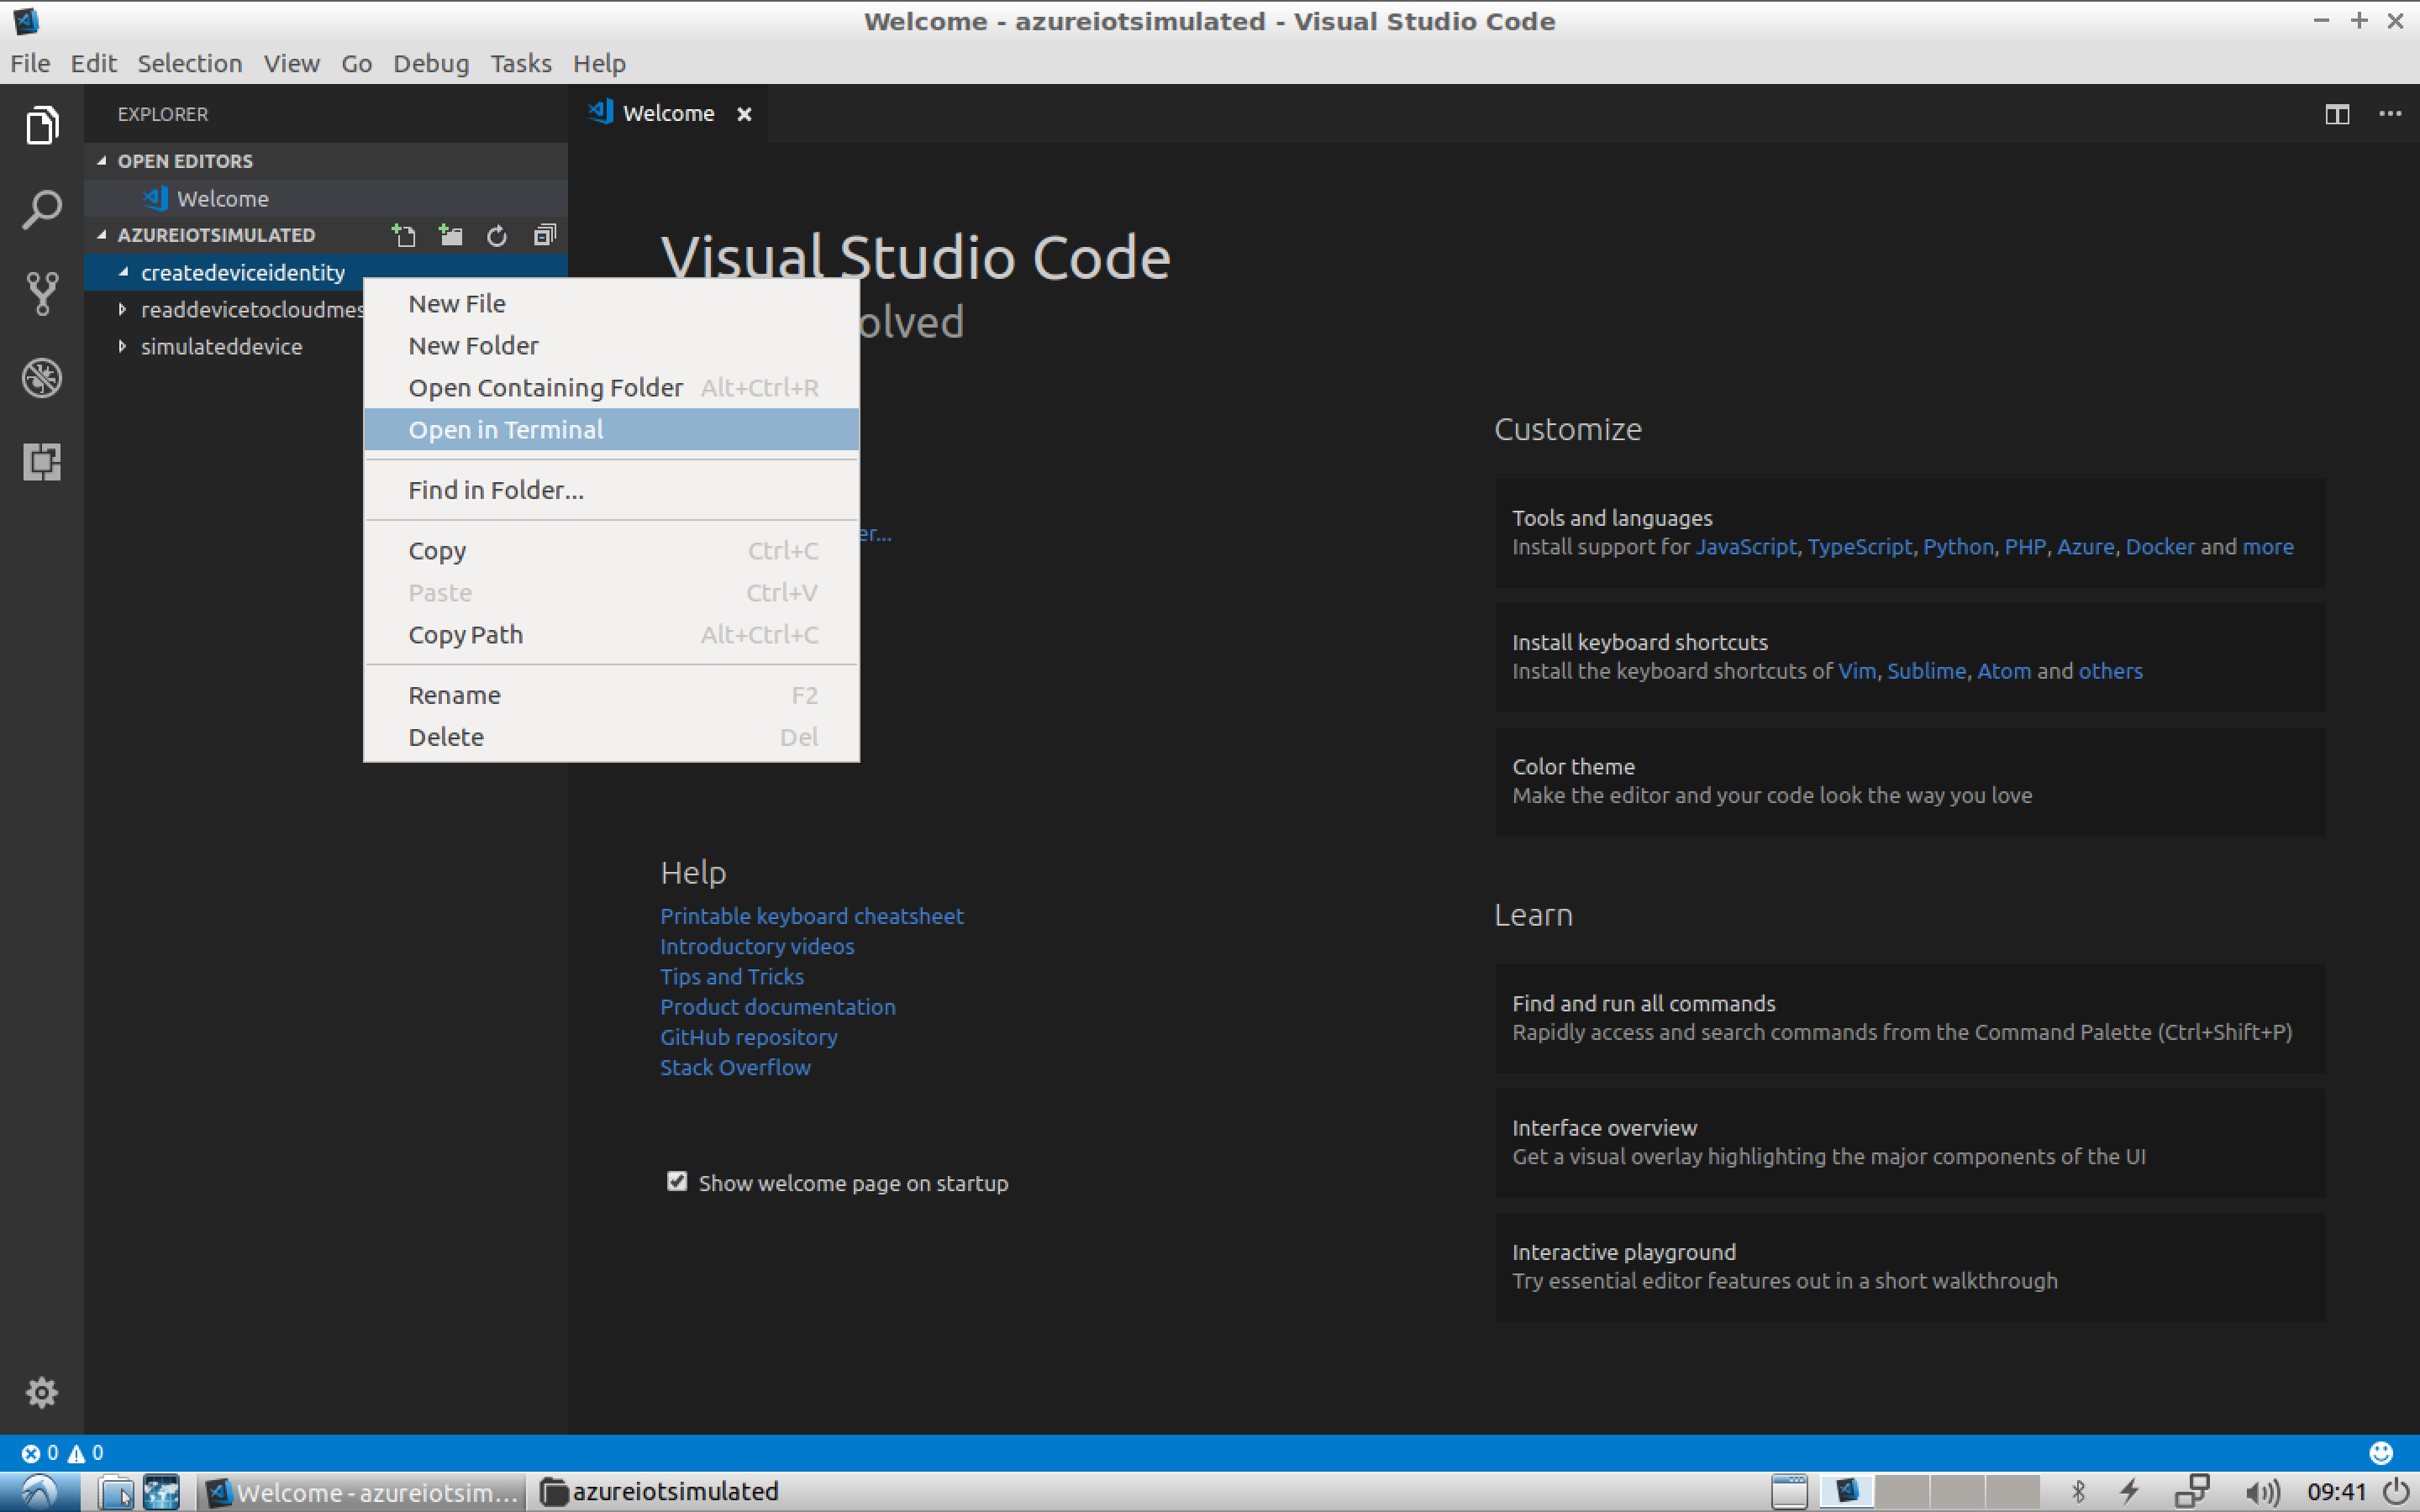 Welcome - azureiotsimulated - Visual Studio Code
File Edit Selection View Go Debug Tasks Help
EXPLORER
OPEN EDITORS
Welcome
AZUREIOTSIMULATED
createdeviceidentity
readdevicetocloudmes
simulateddevice
Welcome
New File
New Folder
Open Containing Folder Alt+Ctrl+R
Open in Terminal
Find in Folder...
Copy Ctrl+C
Paste Ctrl+V
Copy Path Alt+Ctrl+C
Rename F2
Delete Del
Visual Studio Code
olved
er...
Help
Printable keyboard cheatsheet
Introductory videos
Tips and Tricks
Product documentation
GitHub repository
Stack Overflow
Show welcome page on startup
Customize
Tools and languages
Install support for JavaScript, TypeScript, Python, PHP, Azure, Docker and more
Install keyboard shortcuts
Install the keyboard shortcuts of Vim, Sublime, Atom and others
Color theme
Make the editor and your code look the way you love
Learn
Find and run all commands
Rapidly access and search commands from the Command Palette (Ctrl+Shift+P)
Interface overview
Get a visual overlay highlighting the major components of the UI
Interactive playground
Try essential editor features out in a short walkthrough
0 0
Welcome - azureiotsim...
azureiotsimulated
09:41